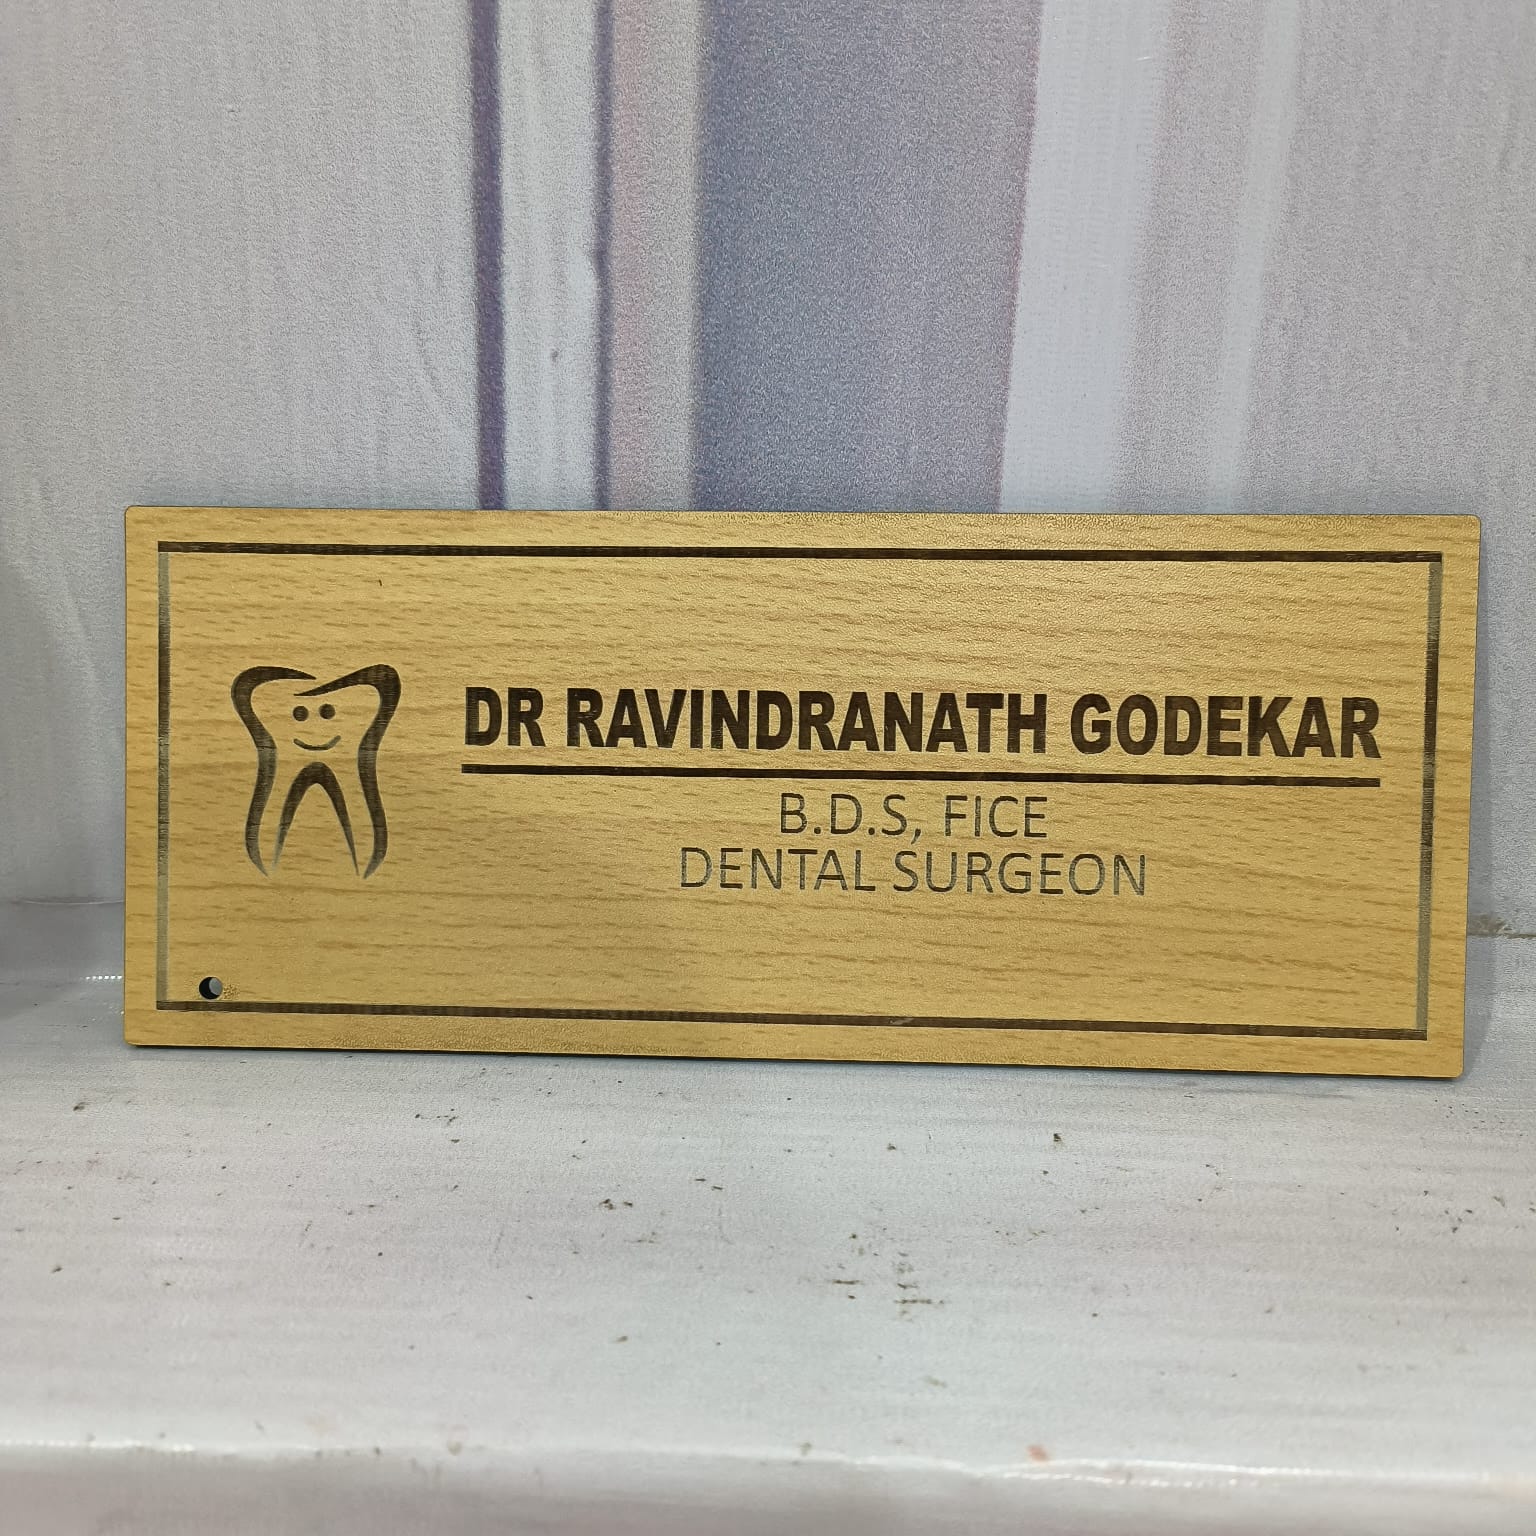 DR RAVINDRANATH GODEKAR
B.D.S, FICE
DENTAL SURGEON